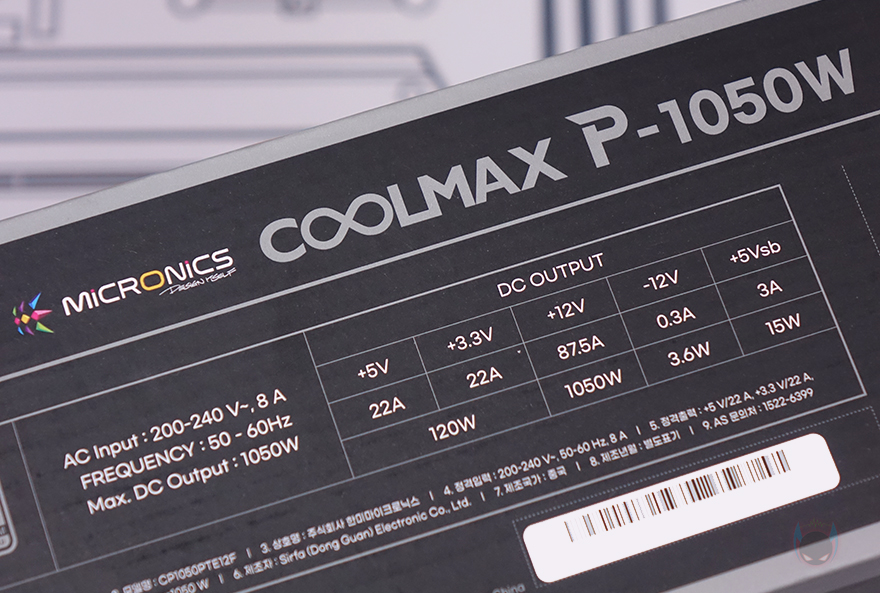 COOLMAX P-1050W
MiCRONiCS
DESIGN YSELF
DC OUTPUT
+5V +3.3V +12V -12V +5Vsb
22A 22A 87.5A 0.3A 3A
120W 1050W 3.6W 15W
AC Input : 200-240 V~, 8 A
FREQUENCY : 50 - 60Hz
Max. DC Output : 1050W
모델명 : CP1050PTE12F | 3. 상호명 : 주식회사 한미마이크로닉스 | 4. 정격입력 : 200-240 V~, 50-60 Hz, 8 A | 5. 정격출력 : +5 V/22 A, +3.3 V/22 A,
1050 W | 6. 제조자 : Sirfa (Dong Guan) Electronic Co., Ltd. | 7. 제조국가 : 중국 | 8. 제조년월 : 별도표기 | 9. AS 문의처 : 1522-6399
China